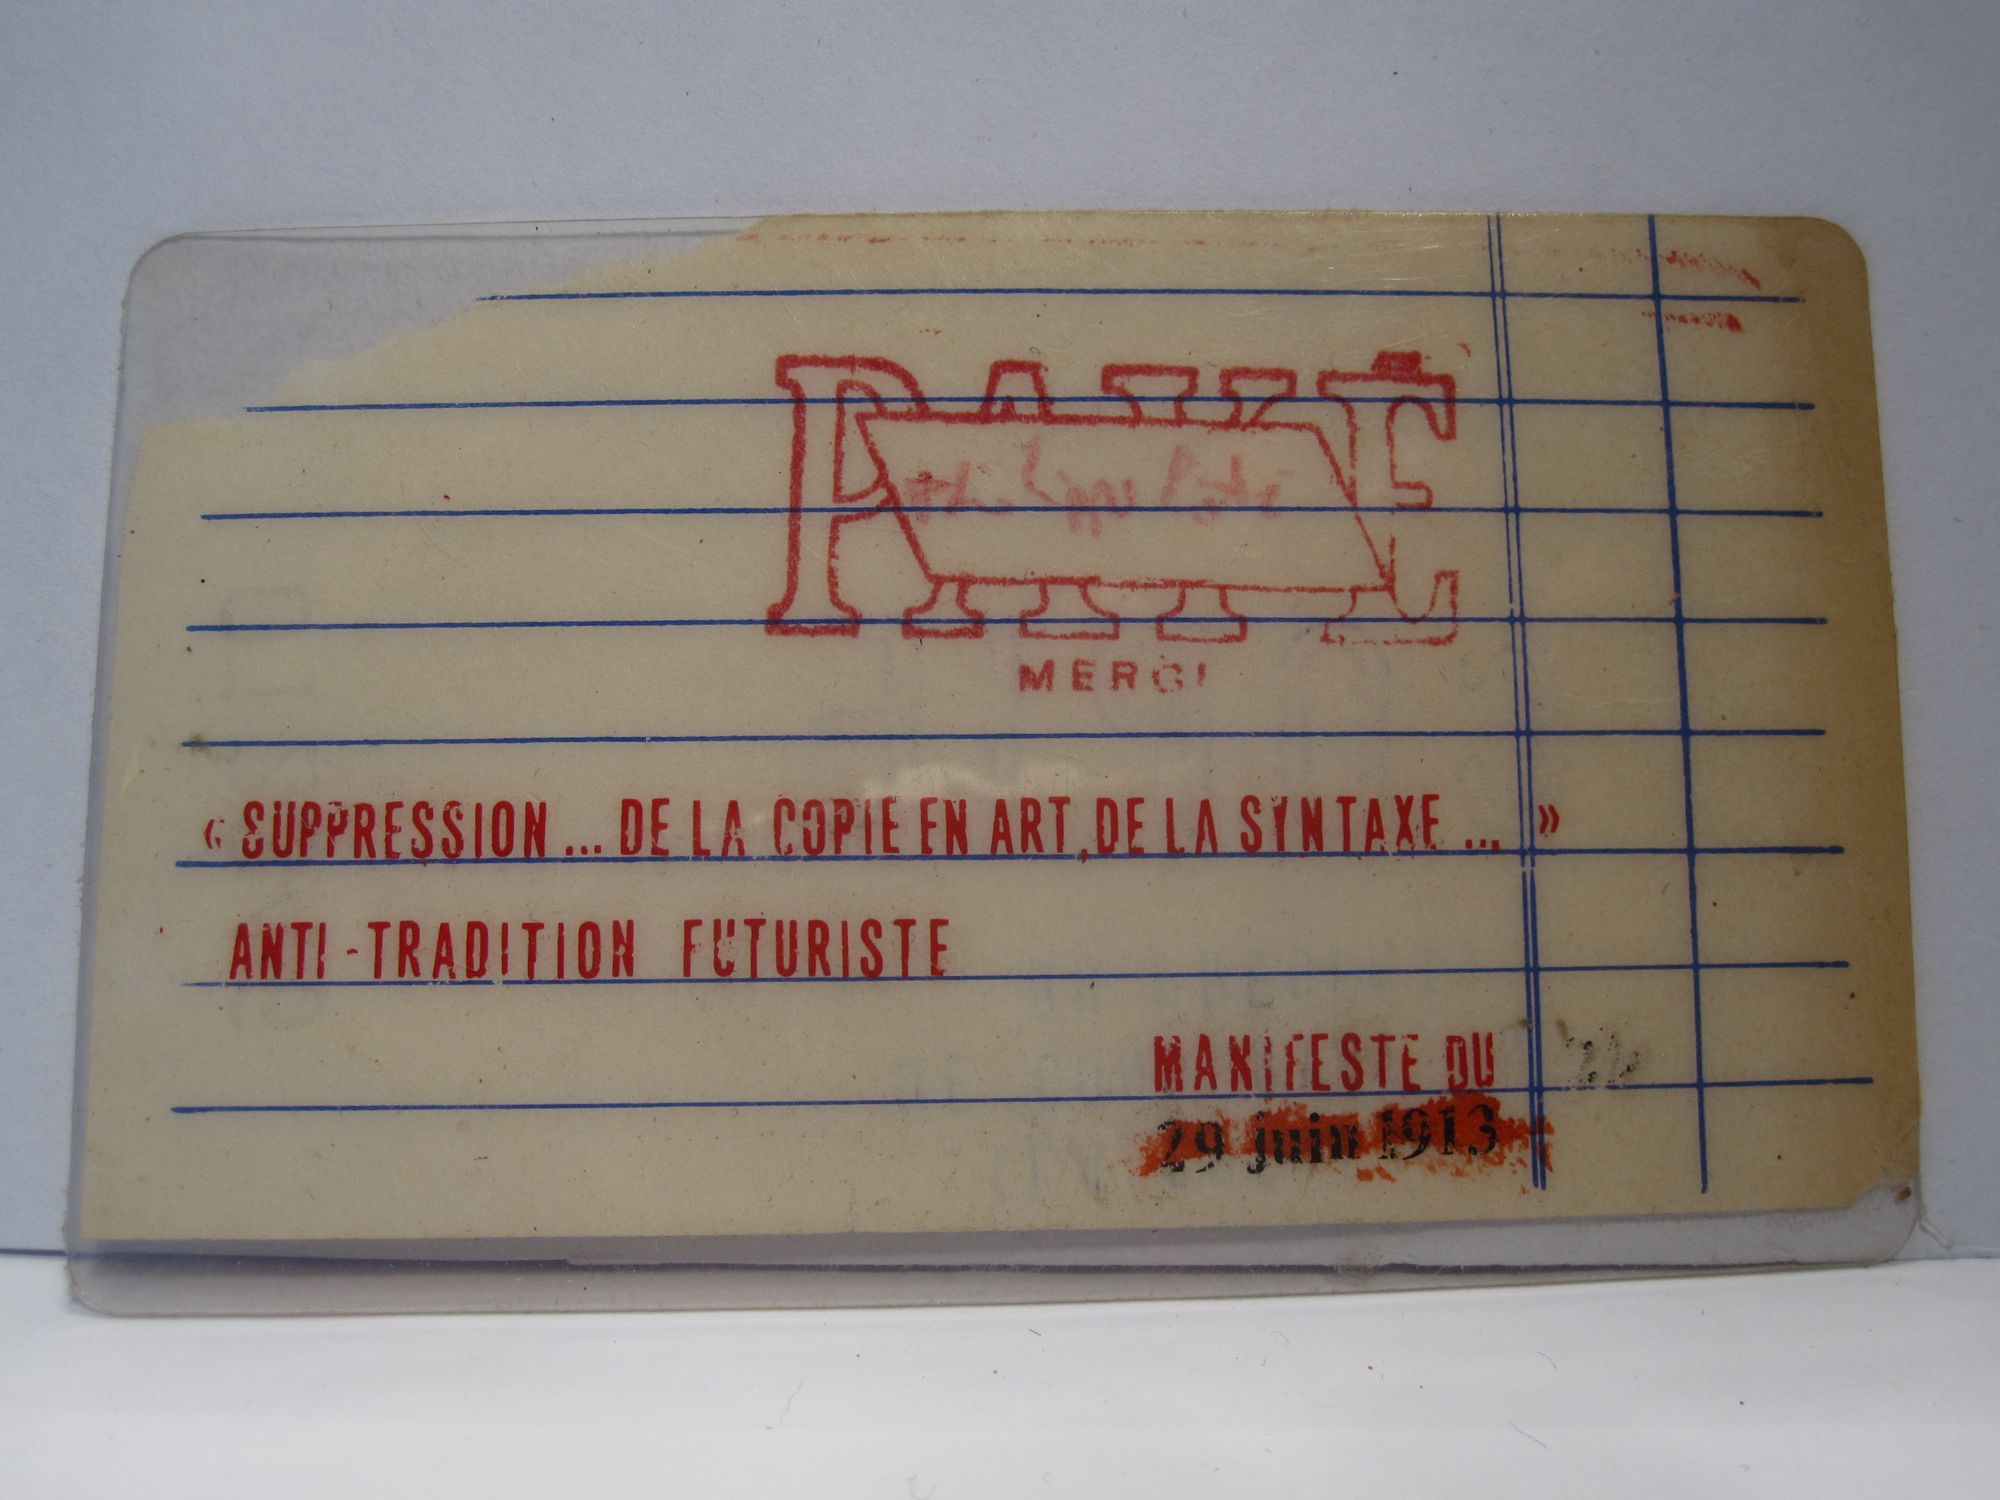 PAYÉ
MERCI
« SUPPRESSION ... DE LA COPIE EN ART, DE LA SYNTAXE ... »
ANTI-TRADITION FUTURISTE
MANIFESTE DU
29 juin 1913